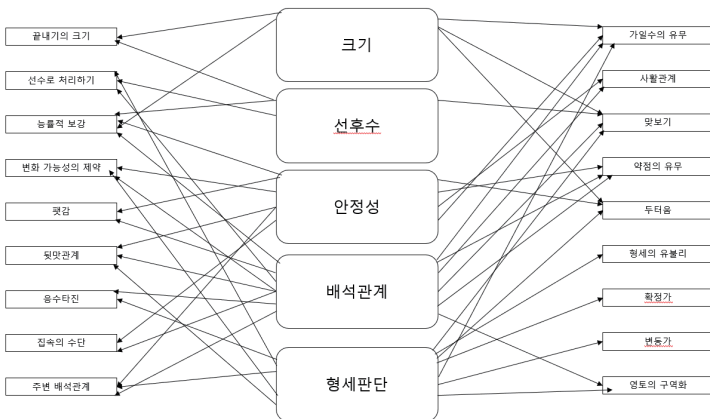 끝내기의 크기
선수로 처리하기
능률적 보강
변화 가능성의 제약
팻감
뒷맛관계
응수타진
집속의 수단
주변 배석관계
크기
선후수
안정성
배석관계
형세판단
가일수의 유무
사활관계
맞보기
약점의 유무
두터움
형세의 유불리
확정가
변동가
영토의 구역화